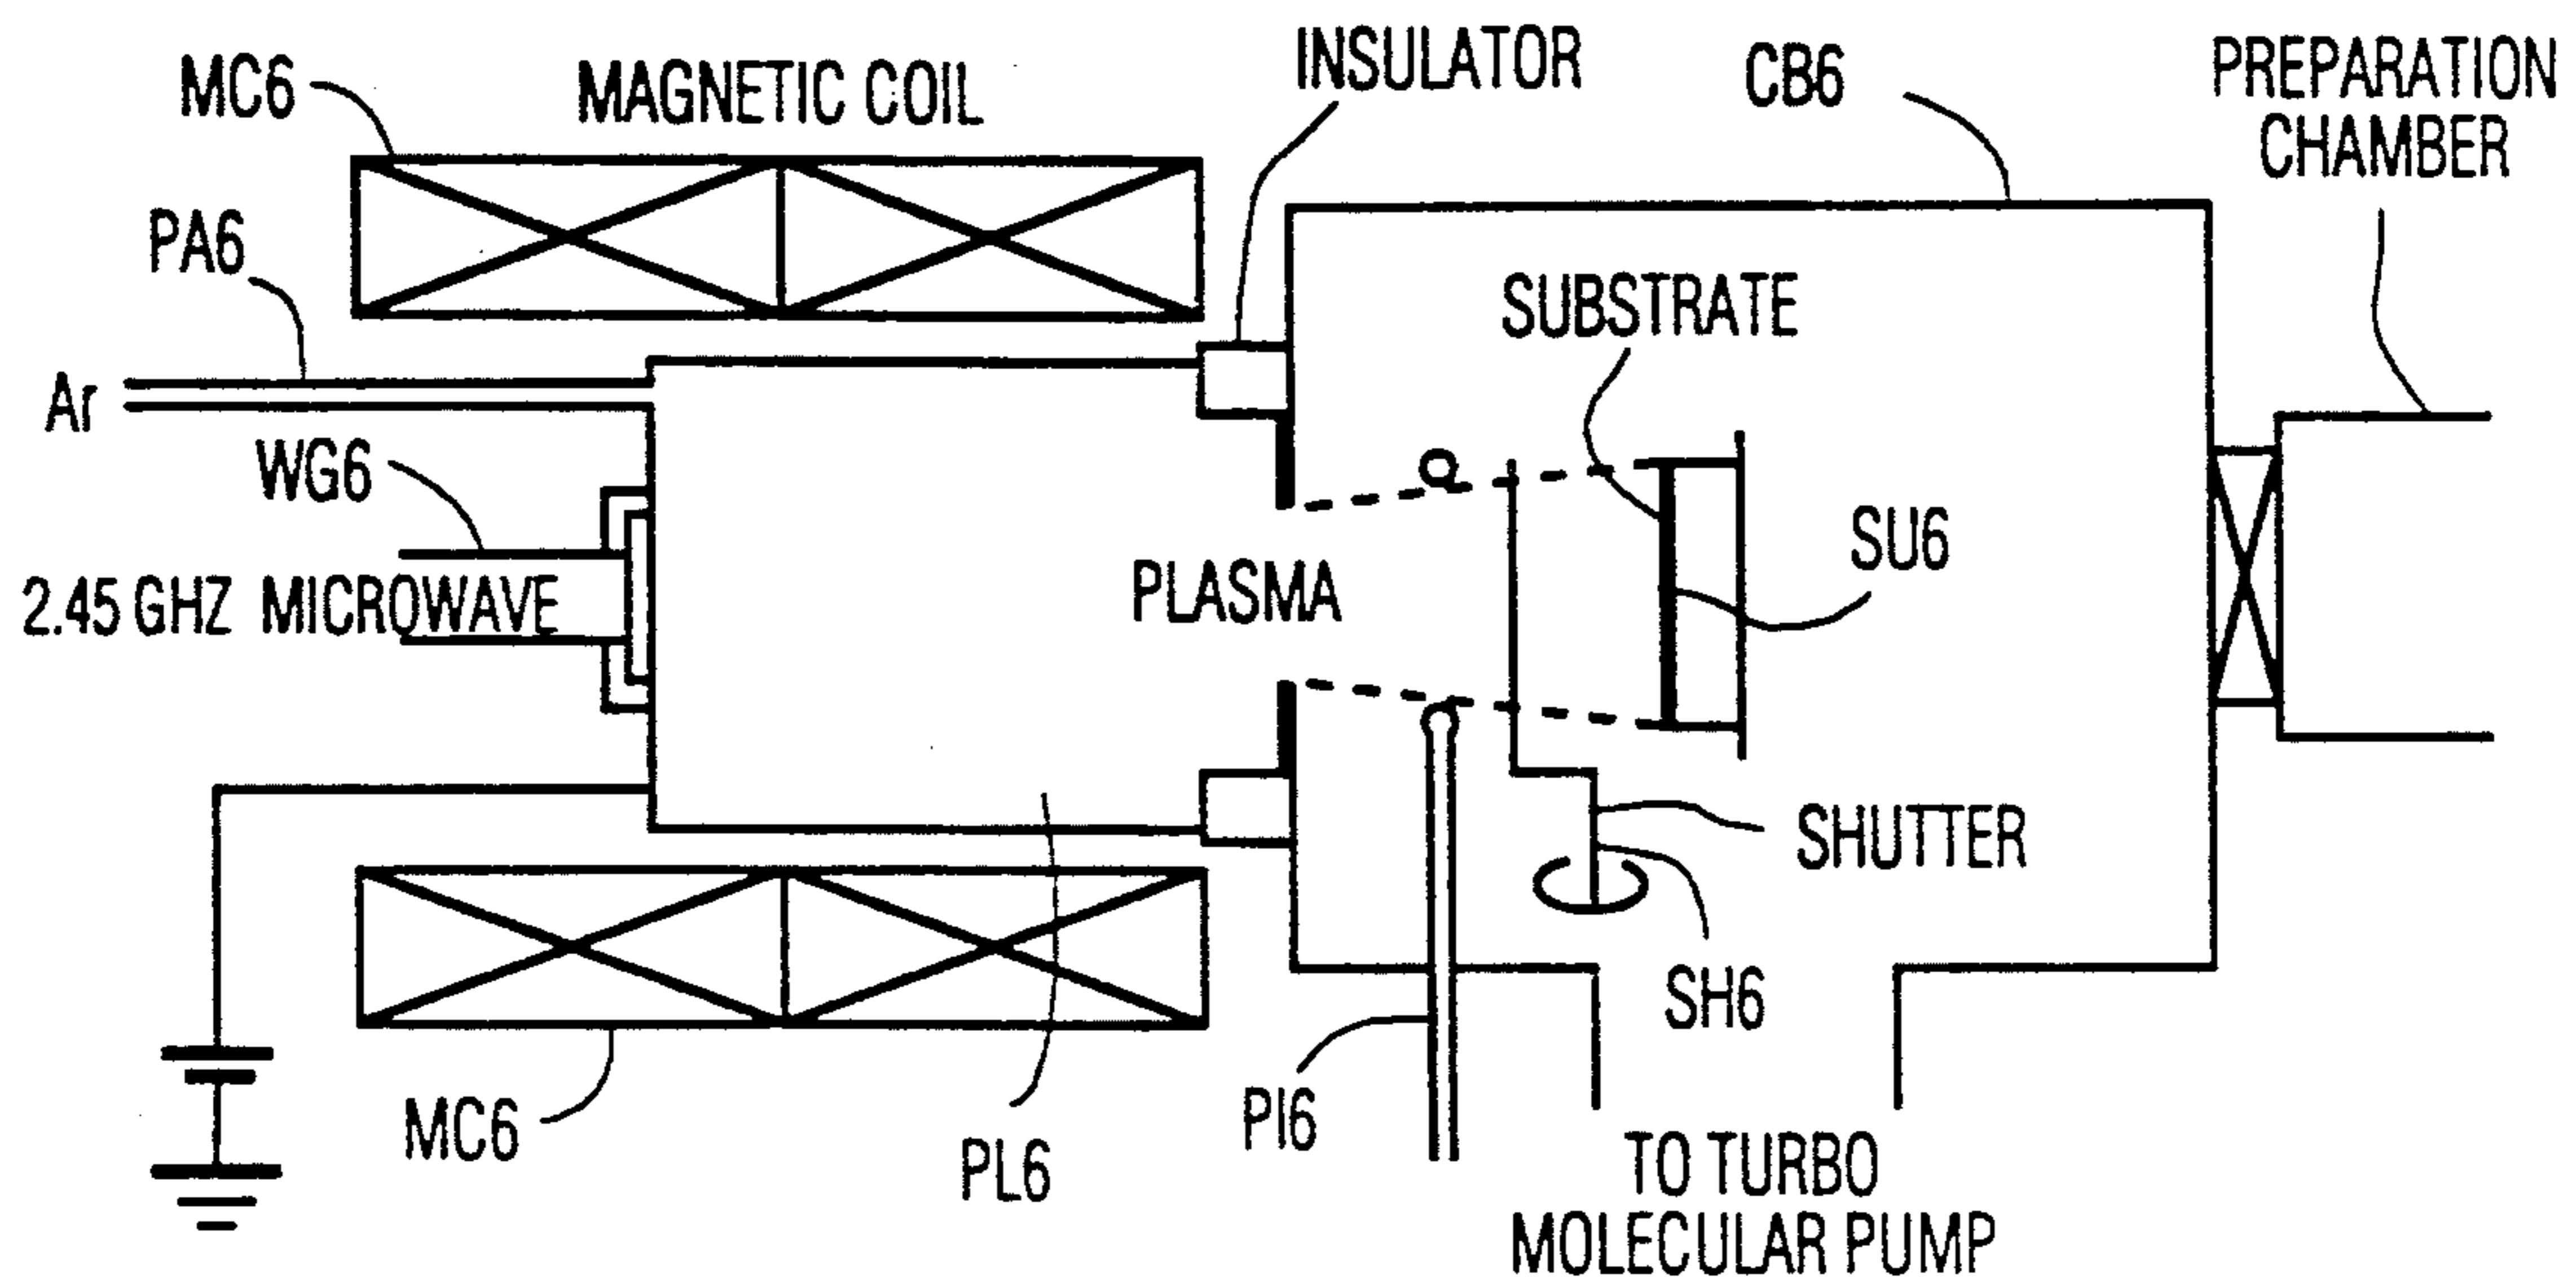 MC6
MAGNETIC COIL
INSULATOR
CB6
PREPARATION
CHAMBER
PA6
SUBSTRATE
Ar
WG6
SU6
2.45 GHZ MICROWAVE
PLASMA
SHUTTER
SH6
MC6
PL6
PI6
TO TURBO
MOLECULAR PUMP